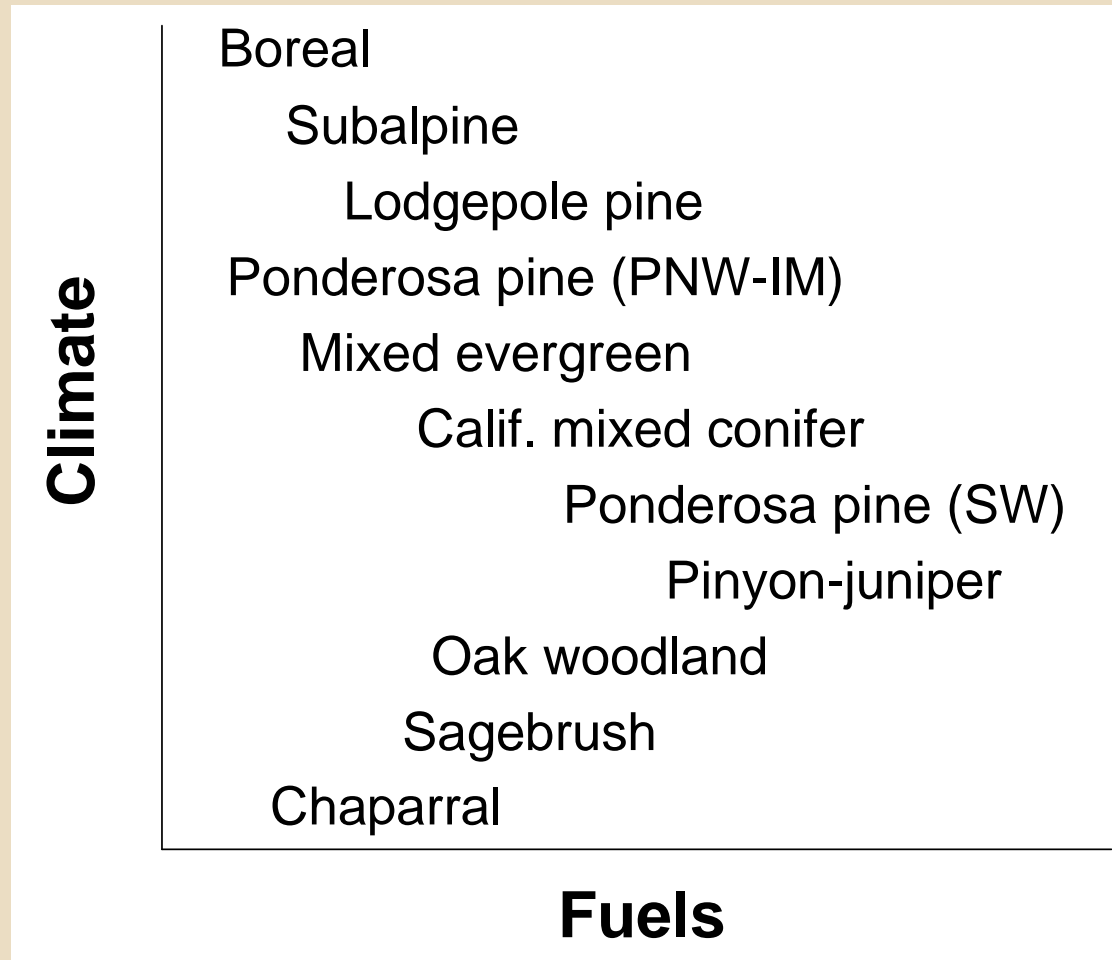 Boreal
Subalpine
Lodgepole pine
Ponderosa pine (PNW-IM)
Mixed evergreen
Calif. mixed conifer
Ponderosa pine (SW)
Pinyon-juniper
Oak woodland
Sagebrush
Chaparral
Climate
Fuels